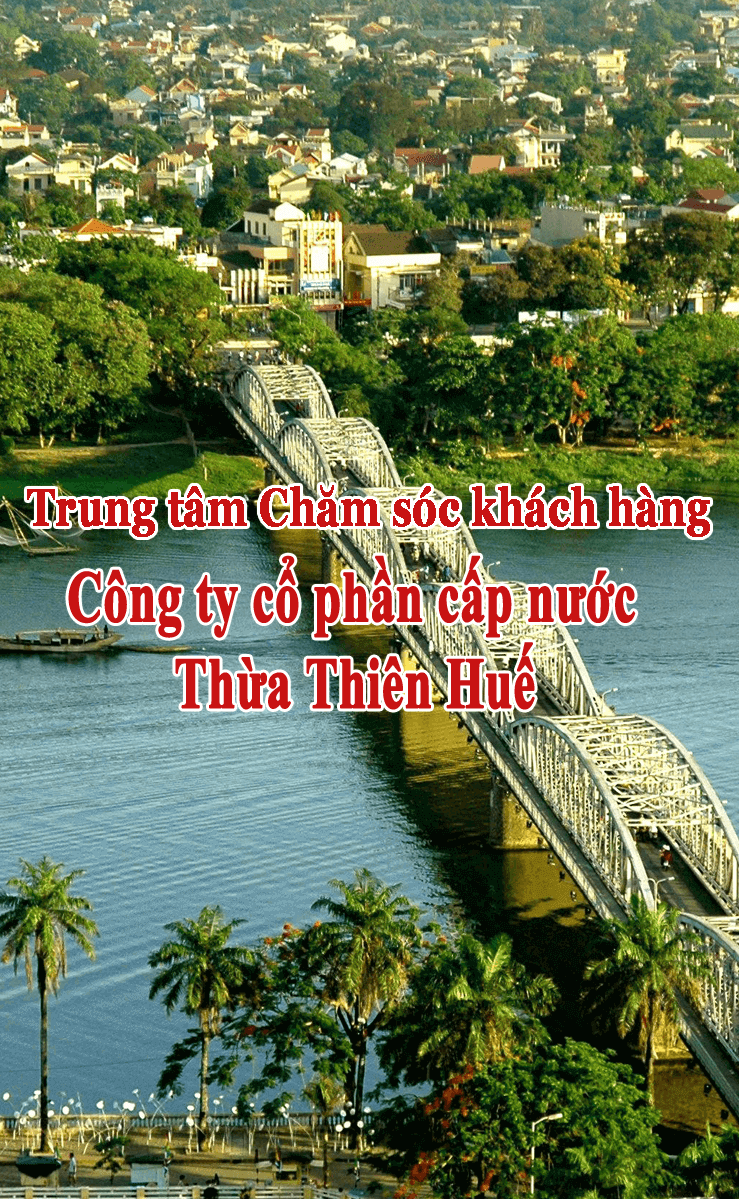 Trung tâm Chăm sóc khách hàng
Công ty cổ phần cấp nước
Thừa Thiên Huế